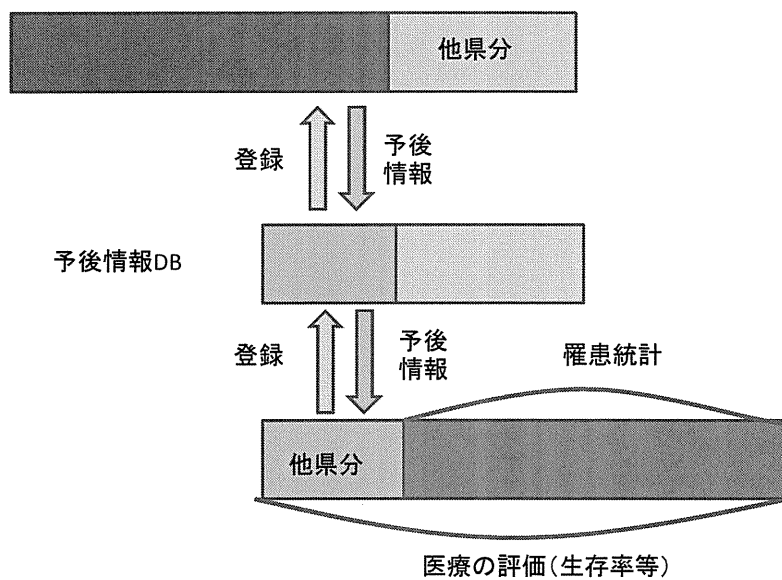 他県分
登録
予後
情報
予後情報DB
登録
予後
情報
罹患統計
他県分
医療の評価(生存率等)